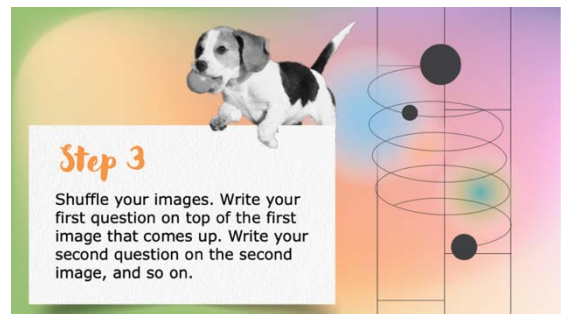 Step 3
Shuffle your images. Write your
first question on top of the first
image that comes up. Write your
second question on the second
image, and so on.